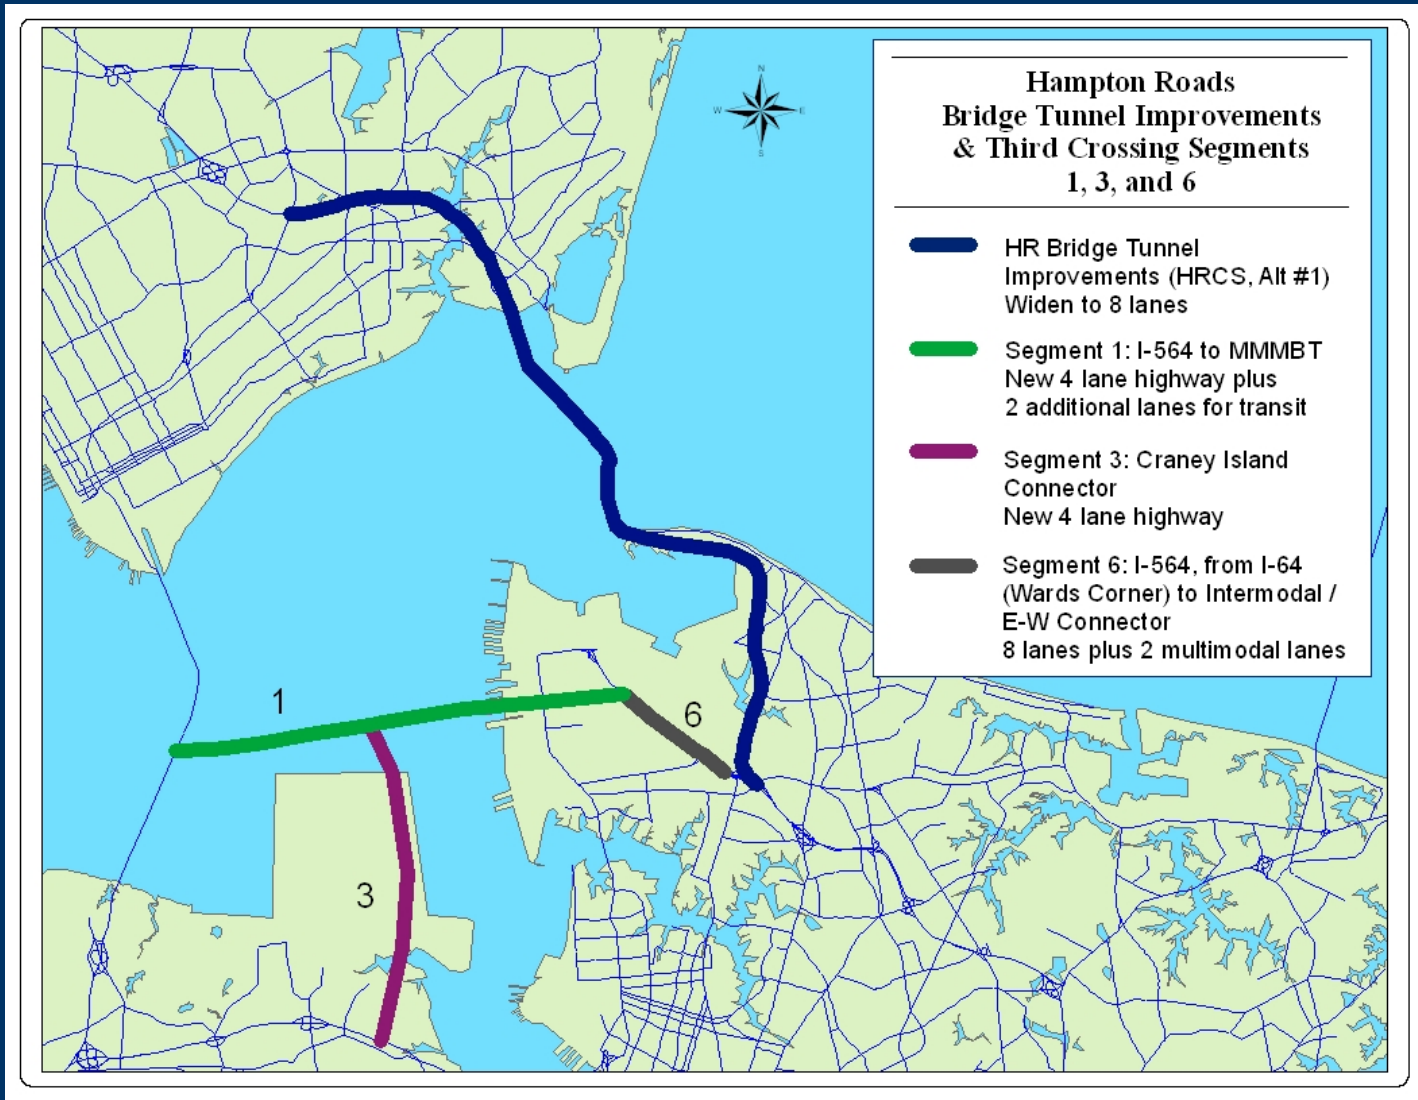 N
W
E
S
Hampton Roads
Bridge Tunnel Improvements
& Third Crossing Segments
1, 3, and 6
HR Bridge Tunnel
Improvements (HRCS, Alt #1)
Widen to 8 lanes
Segment 1: I-564 to MMMBT
New 4 lane highway plus
2 additional lanes for transit
Segment 3: Craney Island
Connector
New 4 lane highway
Segment 6: I-564, from I-64
(Wards Corner) to Intermodal /
E-W Connector
8 lanes plus 2 multimodal lanes
1
6
3